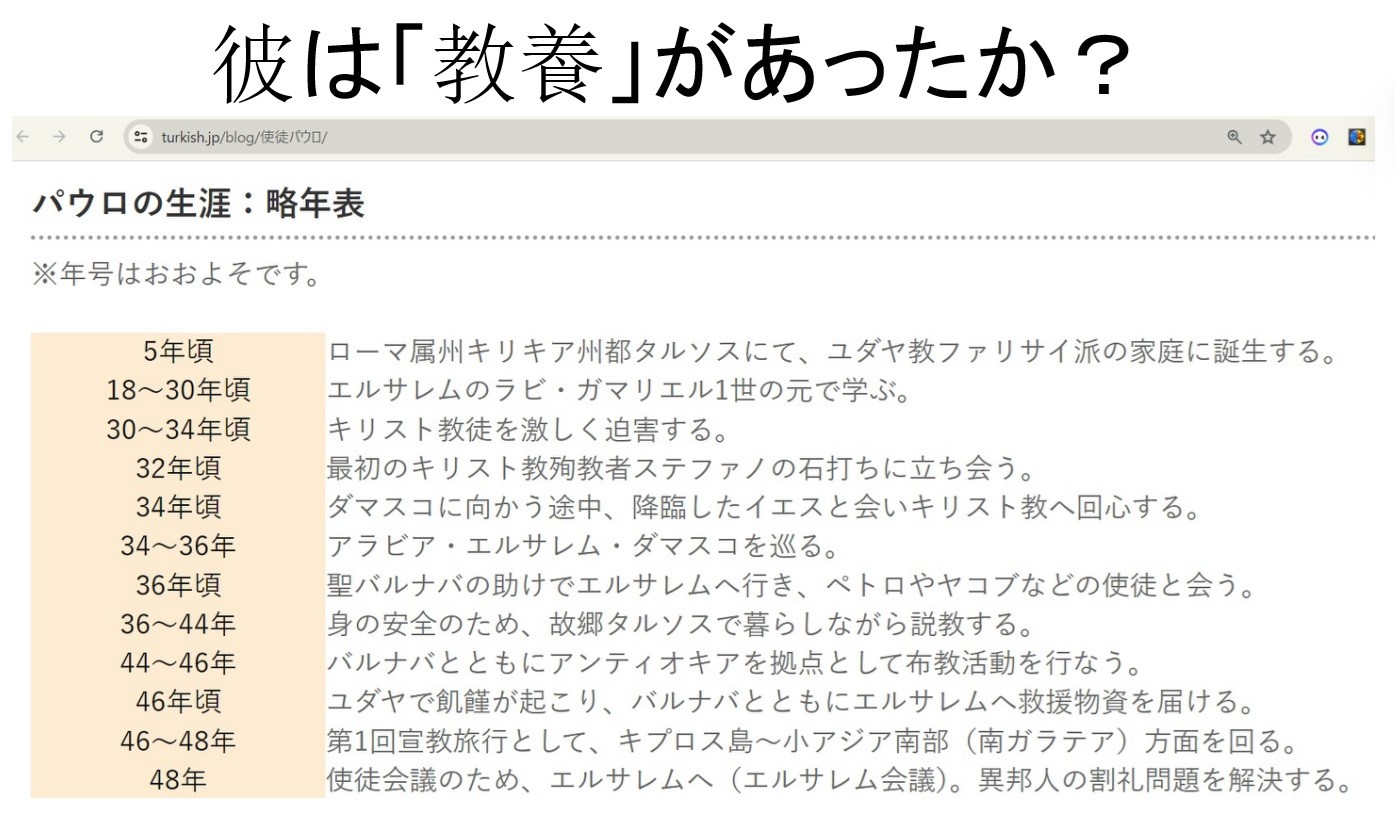 彼は「教養」があったか？
turkish.jp/blog/使徒パウロ/
パウロの生涯：略年表
※年号はおおよそです。
5年頃 ローマ属州キリキア州都タルソスにて、ユダヤ教ファリサイ派の家庭に誕生する。
18～30年頃 エルサレムのラビ・ガマリエル1世の元で学ぶ。
30～34年頃 キリスト教徒を激しく迫害する。
32年頃 最初のキリスト教殉教者ステファノの石打ちに立ち会う。
34年頃 ダマスコに向かう途中、降臨したイエスと会いキリスト教へ回心する。
34～36年 アラビア・エルサレム・ダマスコを巡る。
36年頃 聖バルナバの助けでエルサレムへ行き、ペトロやヤコブなどの使徒と会う。
36～44年 身の安全のため、故郷タルソスで暮らしながら説教する。
44～46年 バルナバとともにアンティオキアを拠点として布教活動を行なう。
46年頃 ユダヤで飢饉が起こり、バルナバとともにエルサレムへ救援物資を届ける。
46～48年 第1回宣教旅行として、キプロス島～小アジア南部（南ガラテア）方面を回る。
48年 使徒会議のため、エルサレムへ（エルサレム会議）。異邦人の割礼問題を解決する。